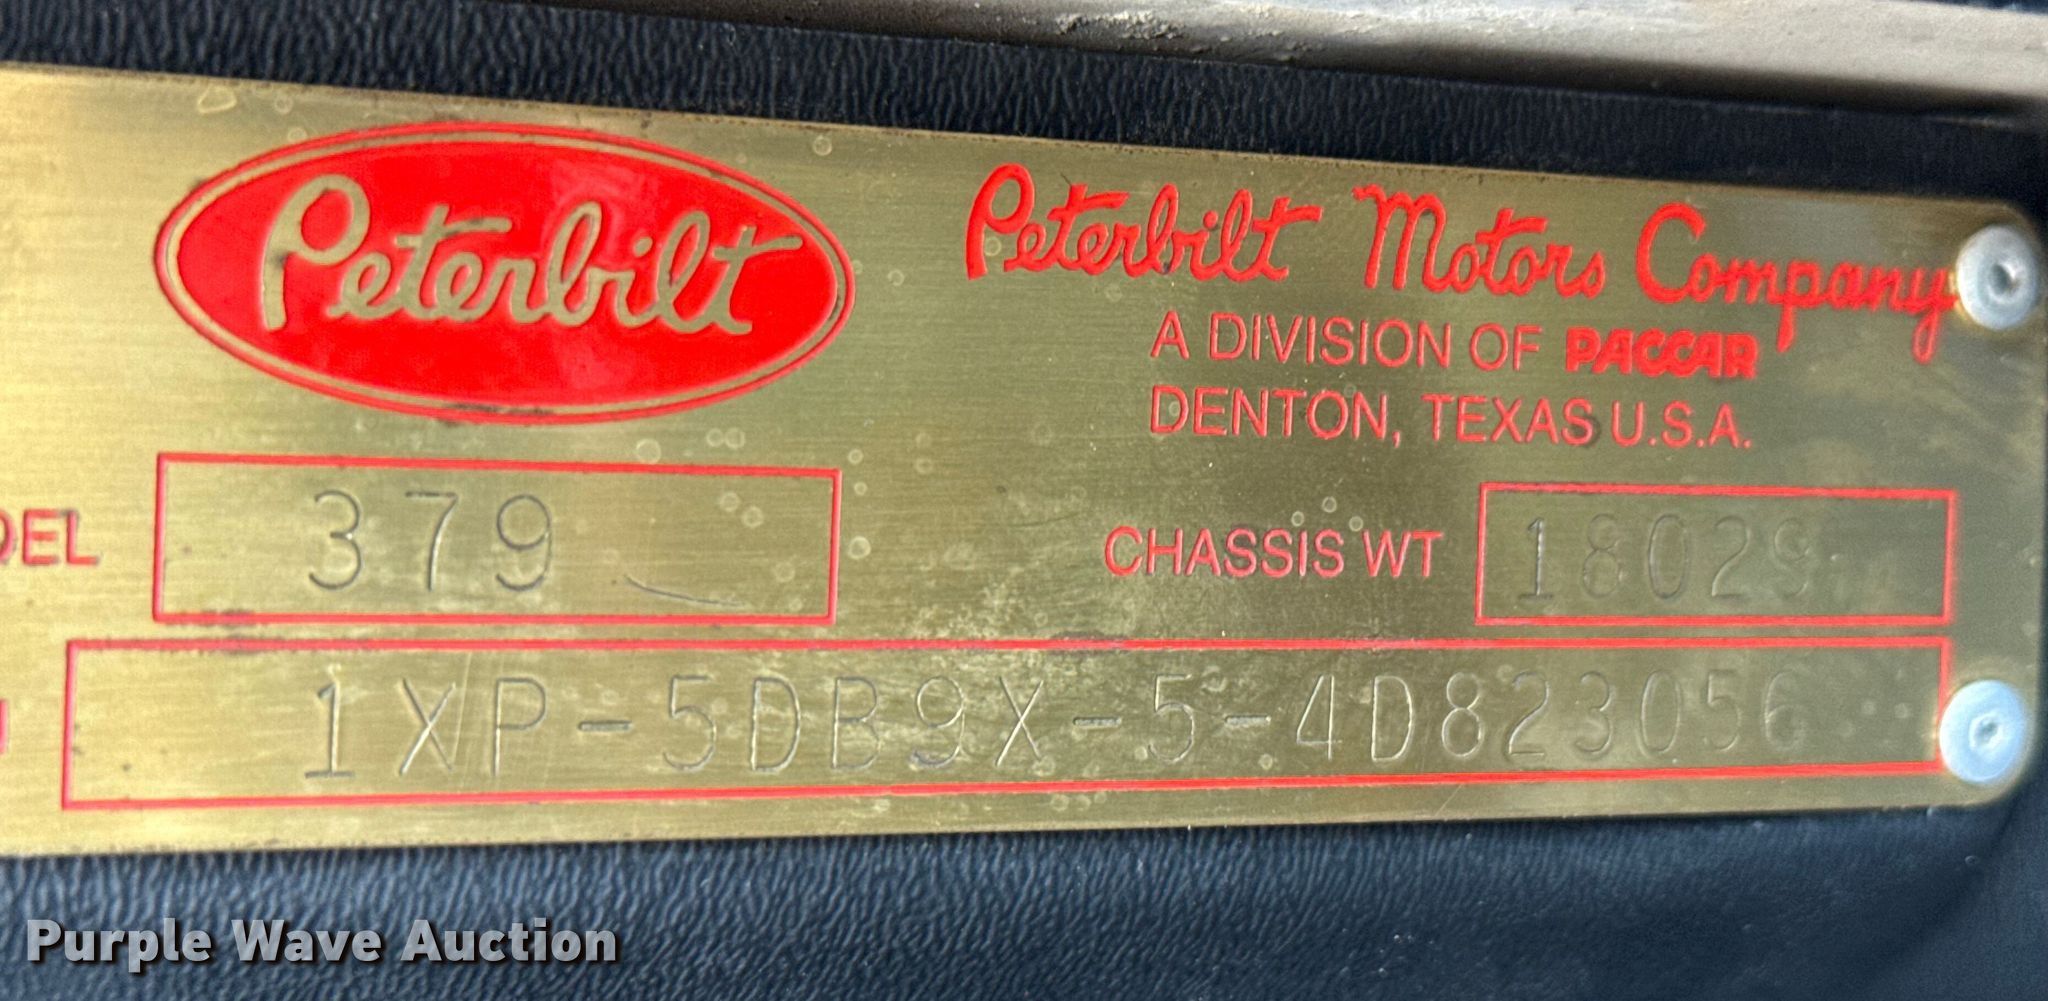 Peterbilt
Peterbilt Motors Company
A DIVISION OF PACCAR
DENTON, TEXAS U.S.A.
DEL 379
CHASSIS WT 18029
1XP-5DB9X-5-4D823056
Purple Wave Auction